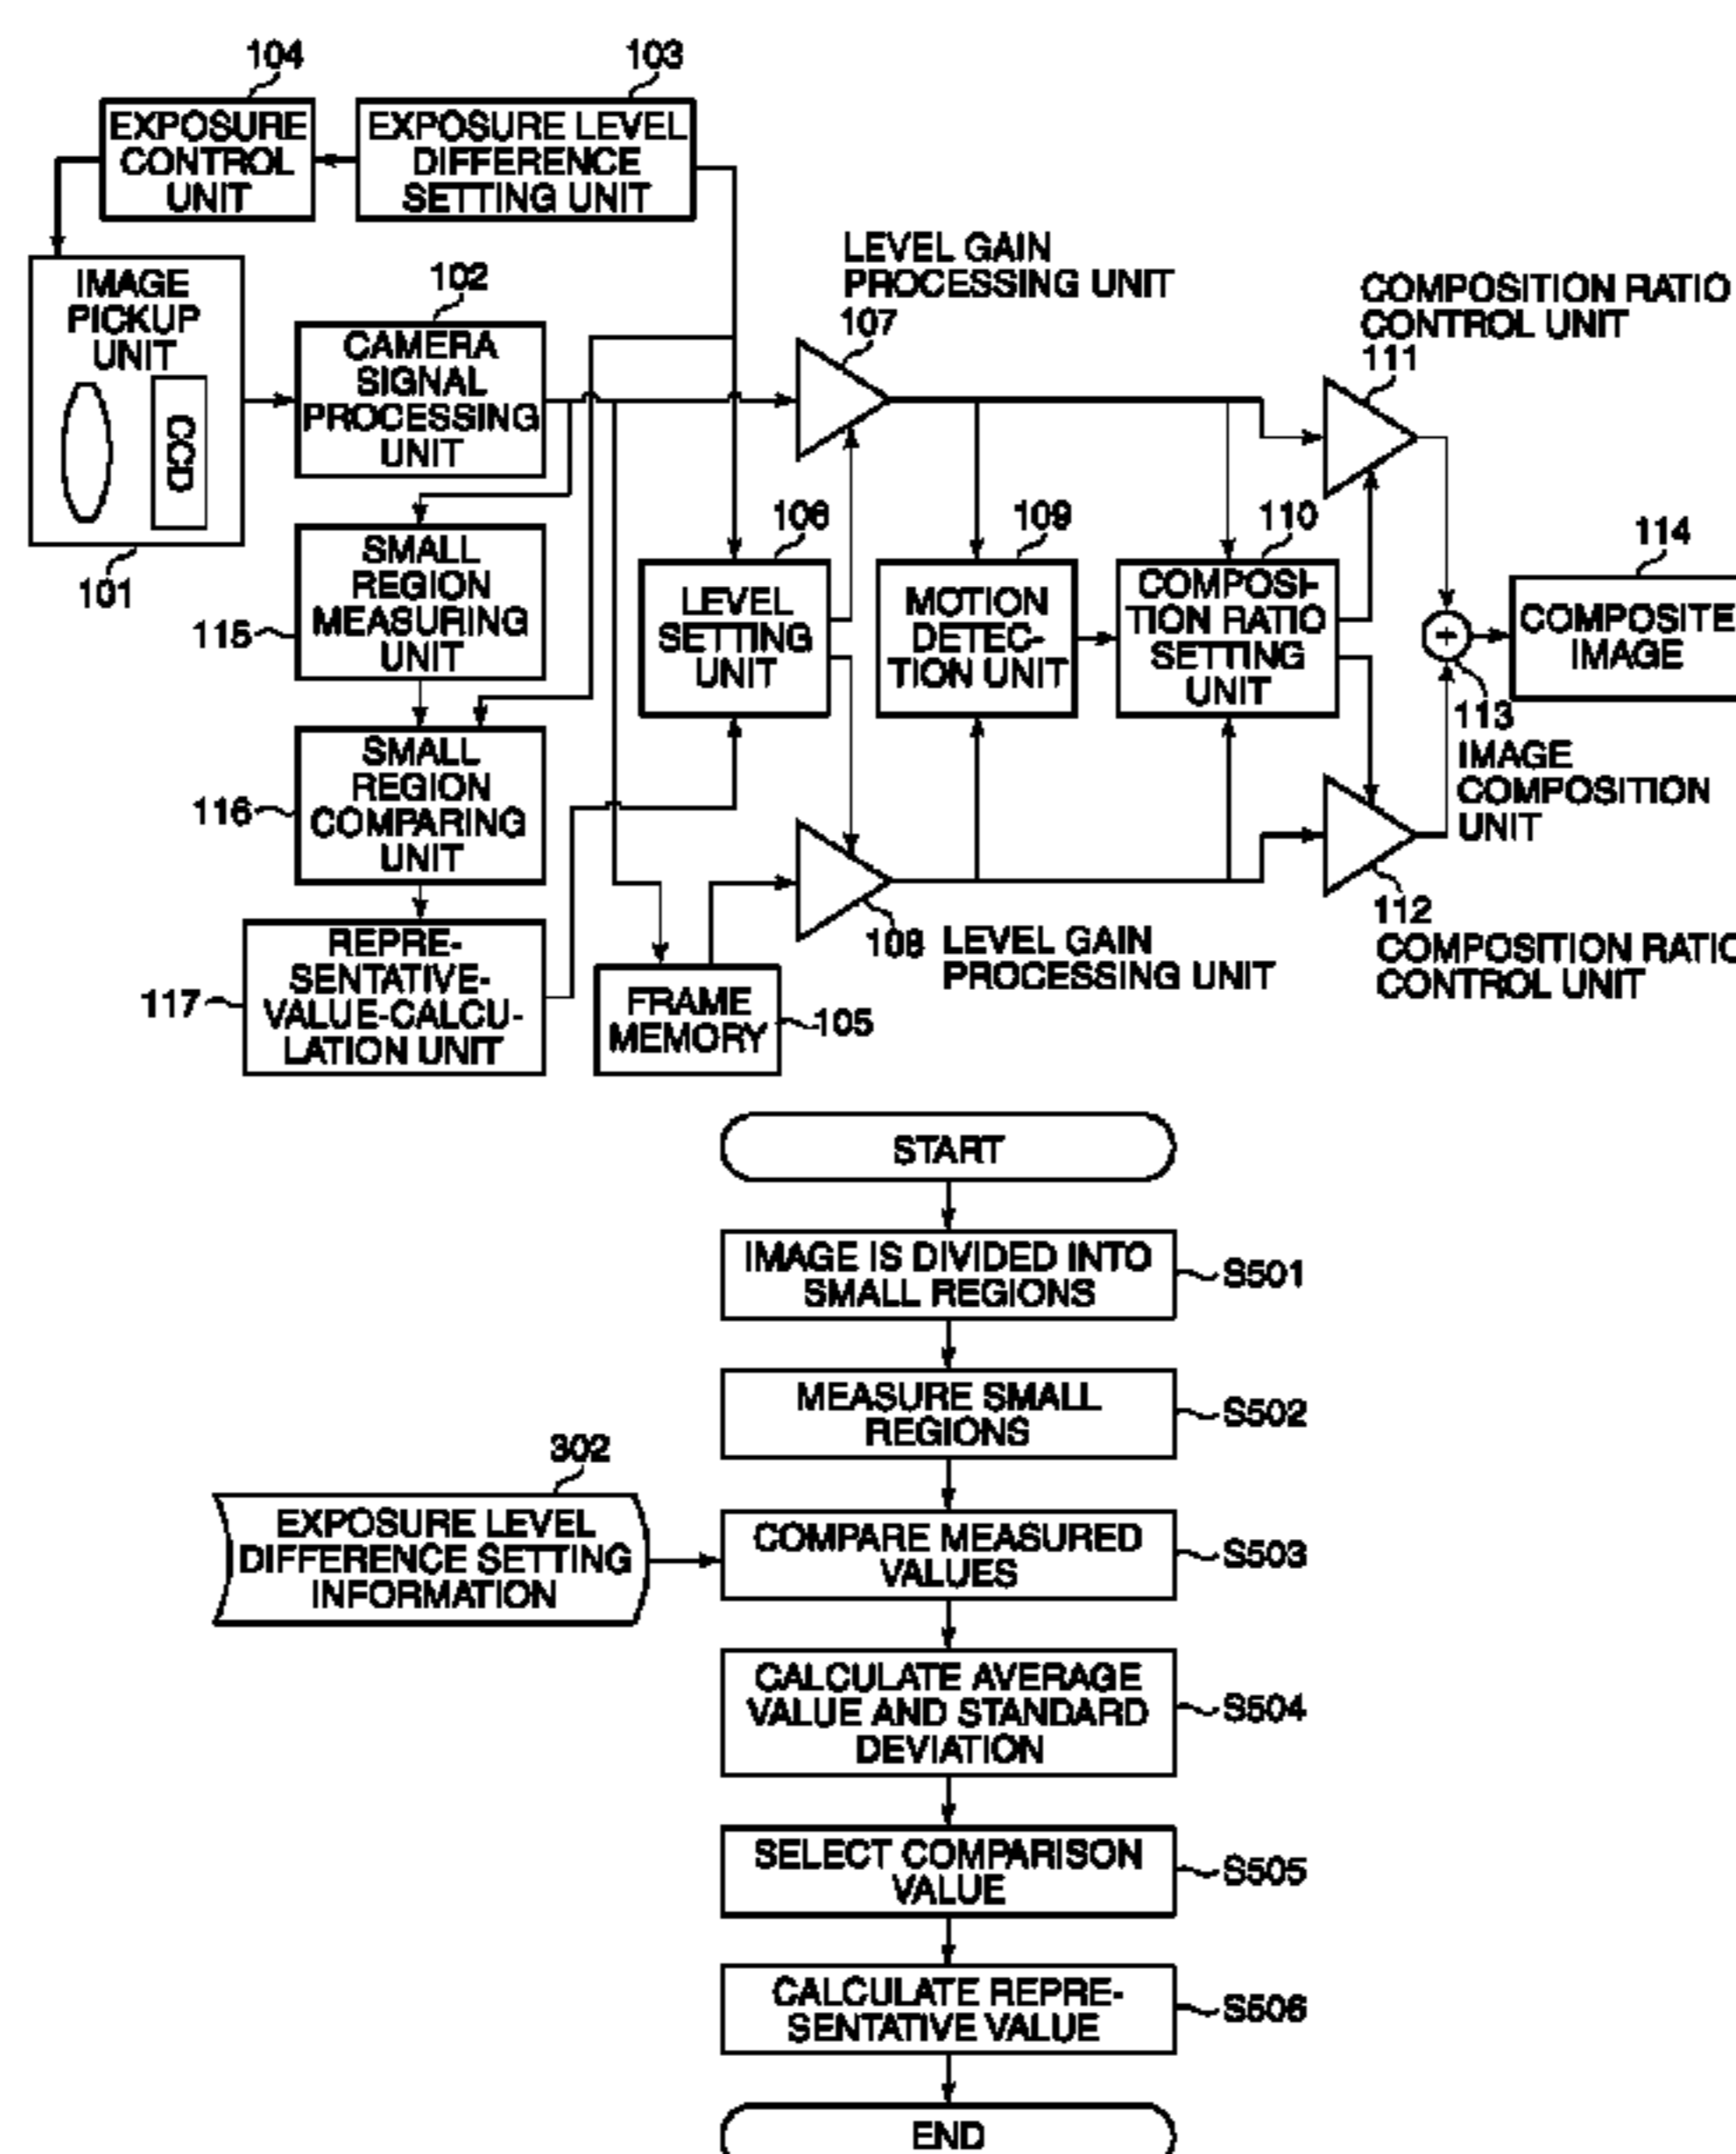 104
103
EXPOSURE
CONTROL
UNIT
EXPOSURE LEVEL
DIFFERENCE
SETTING UNIT
IMAGE
PICKUP
UNIT
CCD
101
102
CAMERA
SIGNAL
PROCESSING
UNIT
LEVEL GAIN
PROCESSING UNIT
107
COMPOSITION RATIO
CONTROL UNIT
111
115
SMALL
REGION
MEASURING
UNIT
106
LEVEL
SETTING
UNIT
109
MOTION
DETEC-
TION UNIT
110
COMPOSI-
TION RATIO
SETTING
UNIT
114
COMPOSITE
IMAGE
+
113
IMAGE
COMPOSITION
UNIT
116
SMALL
REGION
COMPARING
UNIT
108
LEVEL GAIN
PROCESSING UNIT
112
COMPOSITION RATIO
CONTROL UNIT
117
REPRE-
SENTATIVE-
VALUE-CALCU-
LATION UNIT
FRAME
MEMORY
105
START
IMAGE IS DIVIDED INTO
SMALL REGIONS
S501
MEASURE SMALL
REGIONS
S502
302
EXPOSURE LEVEL
DIFFERENCE SETTING
INFORMATION
COMPARE MEASURED
VALUES
S503
CALCULATE AVERAGE
VALUE AND STANDARD
DEVIATION
S504
SELECT COMPARISON
VALUE
S505
CALCULATE REPRE-
SENTATIVE VALUE
S506
END